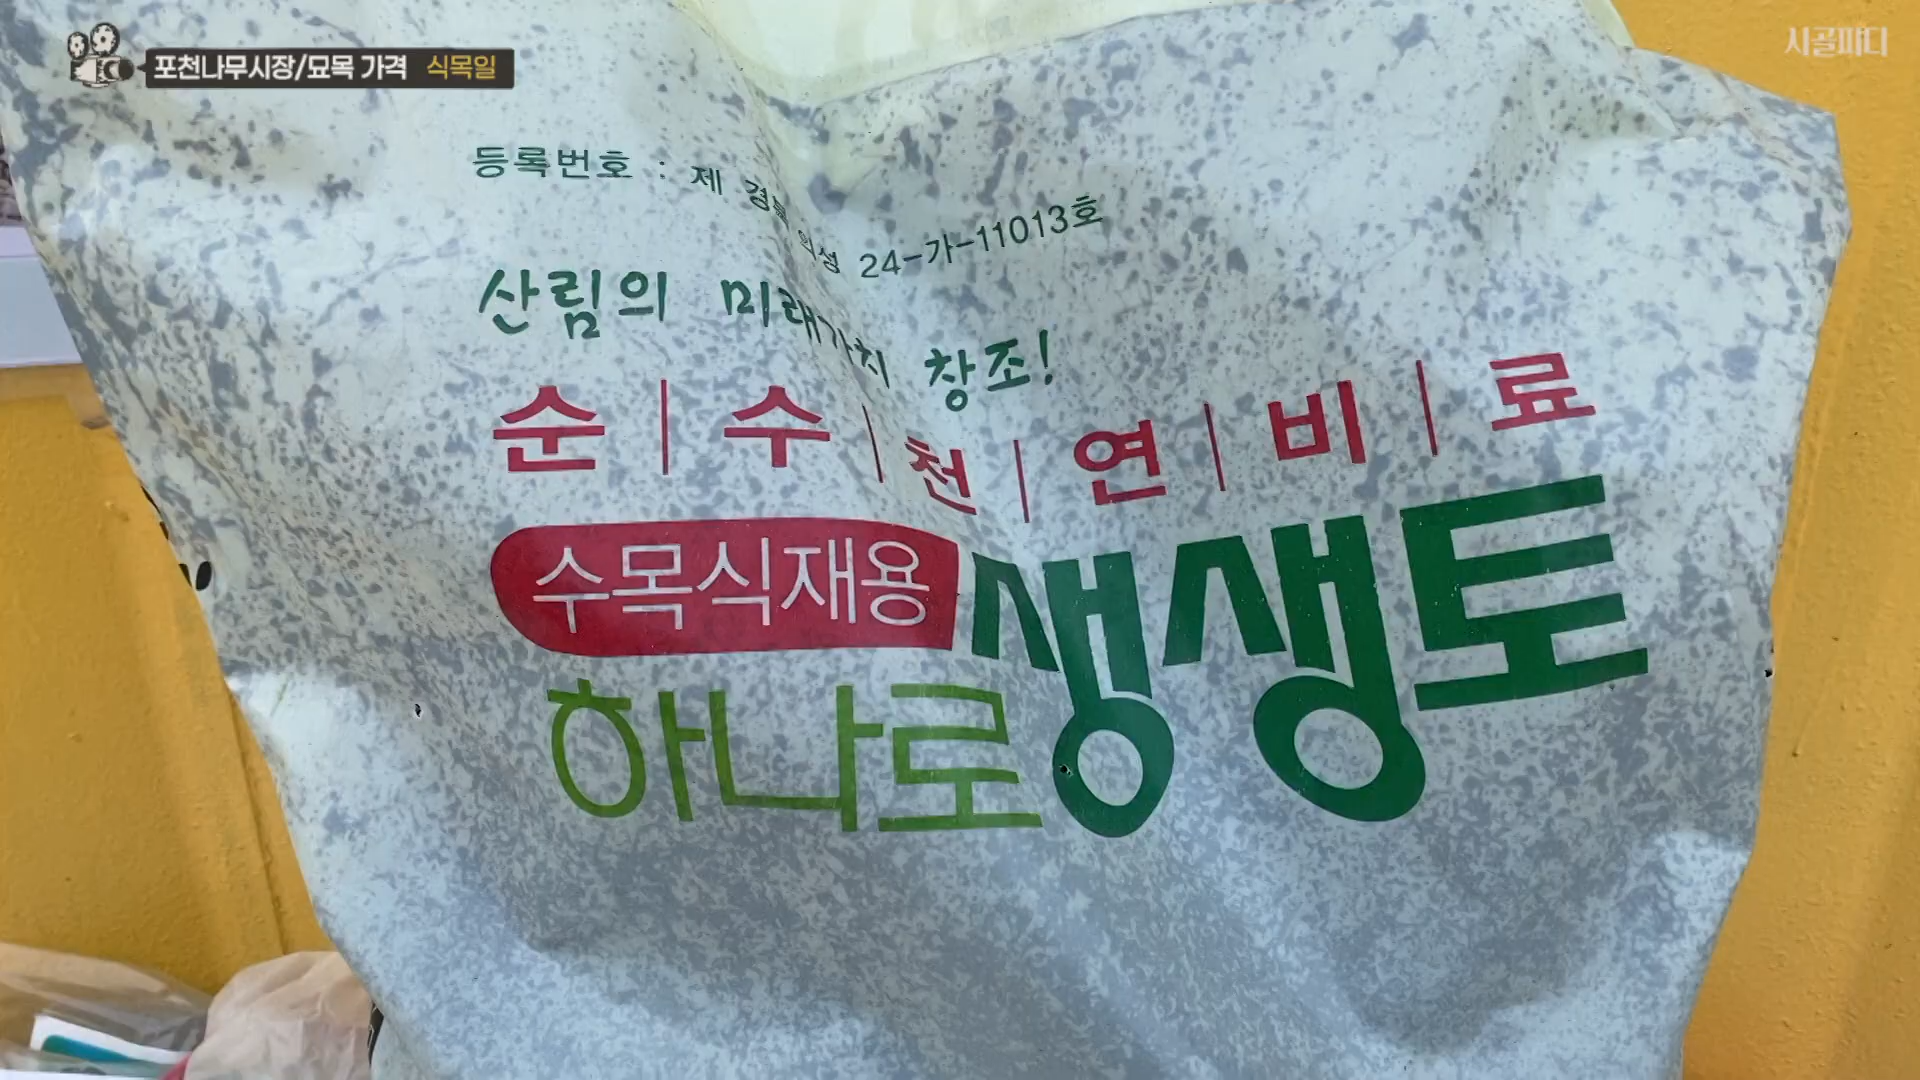 포천나무시장/묘목 가격 식목일
시골파디
등록번호 : 제 경북 의성 24-가-11013호
산림의 미래가치 창조!
순|수|천|연|비|료
수목식재용
하나로생생토